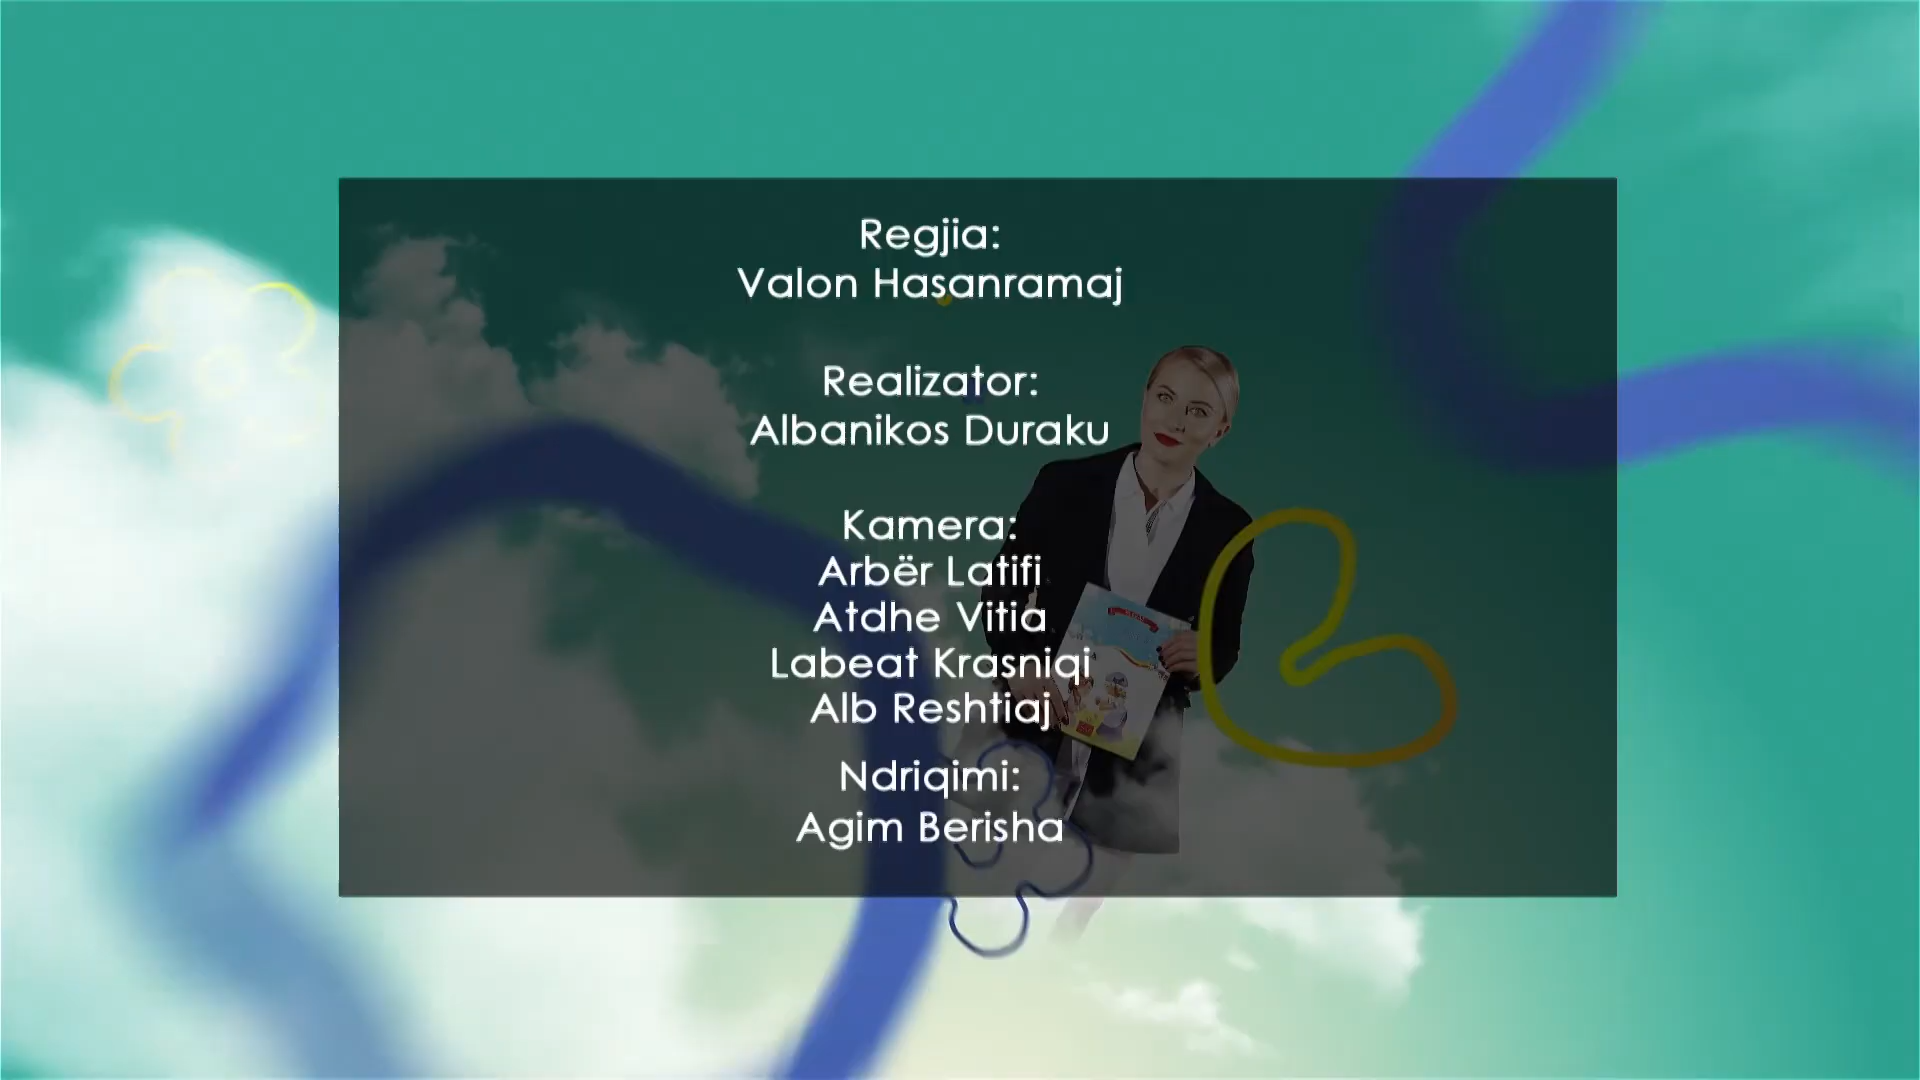 Regjia:
Valon Hasanramaj
Realizator:
Albanikos Duraku
Kamera:
Arbër Latifi
Atdhe Vitia
Labeat Krasniqi
Alb Reshtiaj
Ndriqimi:
Agim Berisha